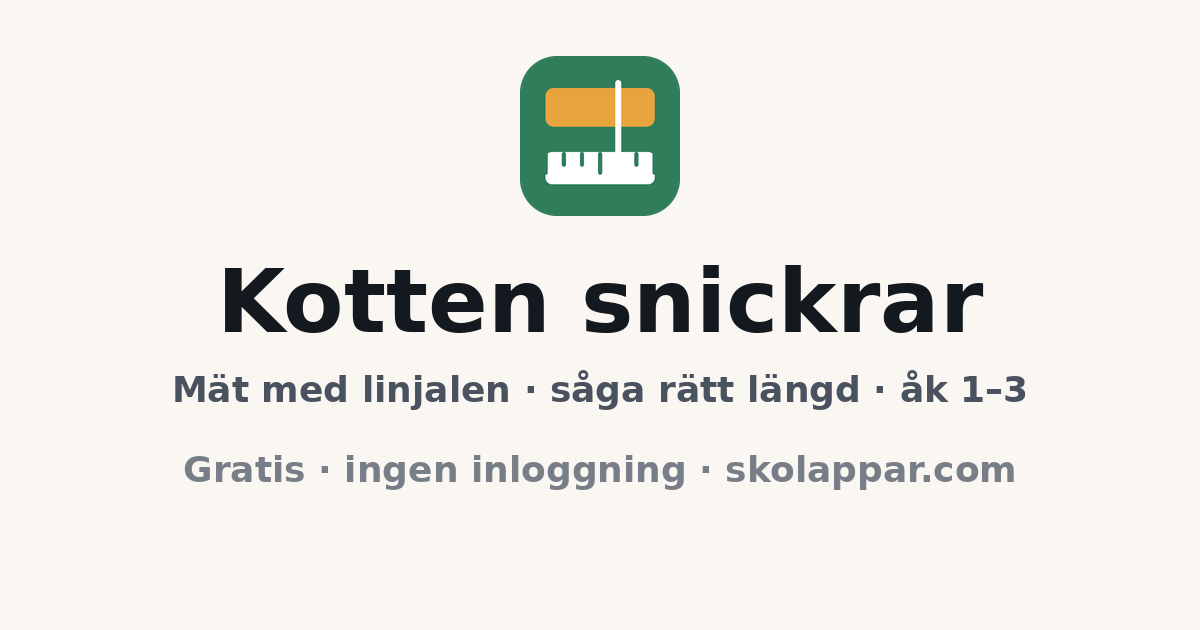 Kotten snickrar
Mät med linjalen · såga rätt längd · åk 1–3
Gratis · ingen inloggning · skolappar.com